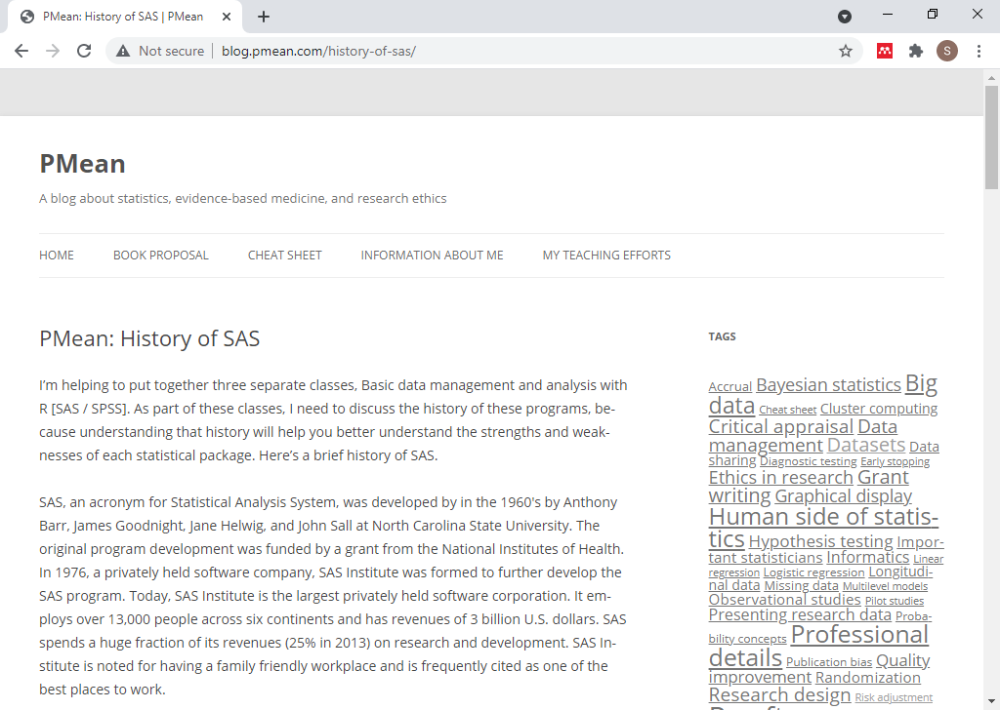 PMean: History of SAS | PMean
Not secure
blog.pmean.com/history-of-sas/
S
PMean
A blog about statistics, evidence-based medicine, and research ethics
HOME BOOK PROPOSAL CHEAT SHEET INFORMATION ABOUT ME MY TEACHING EFFORTS
PMean: History of SAS
I'm helping to put together three separate classes, Basic data management and analysis with
R [SAS / SPSS]. As part of these classes, I need to discuss the history of these programs, be-
cause understanding that history will help you better understand the strengths and weak-
nesses of each statistical package. Here's a brief history of SAS.
SAS, an acronym for Statistical Analysis System, was developed by in the 1960's by Anthony
Barr, James Goodnight, Jane Helwig, and John Sall at North Carolina State University. The
original program development was funded by a grant from the National Institutes of Health.
In 1976, a privately held software company, SAS Institute was formed to further develop the
SAS program. Today, SAS Institute is the largest privately held software corporation. It em-
ploys over 13,000 people across six continents and has revenues of 3 billion U.S. dollars. SAS
spends a huge fraction of its revenues (25% in 2013) on research and development. SAS In-
stitute is noted for having a family friendly workplace and is frequently cited as one of the
best places to work.
TAGS
Accrual Bayesian statistics Big
data Cheat sheet Cluster computing
Critical appraisal Data
management Datasets Data
sharing Diagnostic testing Early stopping
Ethics in research Grant
writing Graphical display
Human side of statis-
tics Hypothesis testing Impor-
tant statisticians Informatics Linear
regression Logistic regression Longitudi-
nal data Missing data Multilevel models
Observational studies Pilot studies
Presenting research data Proba-
bility concepts Professional
details Publication bias Quality
improvement Randomization
Research design Risk adjustment